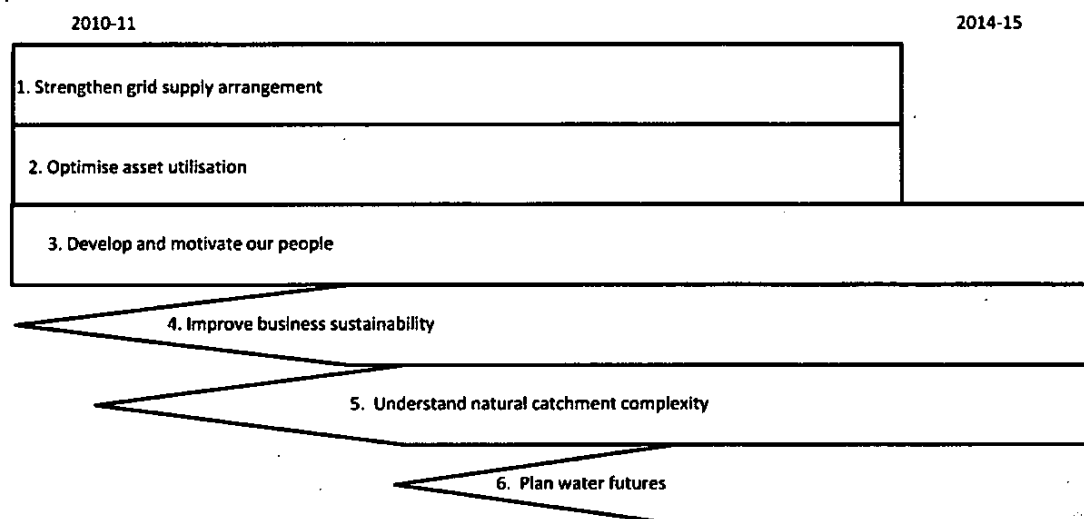 2010-11 2014-15
1. Strengthen grid supply arrangement
2. Optimise asset utilisation
3. Develop and motivate our people
4. Improve business sustainability
5. Understand natural catchment complexity
6. Plan water futures